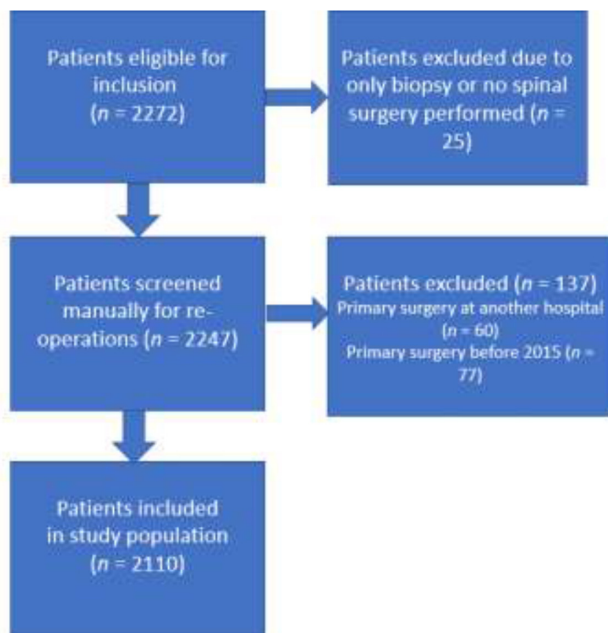 Patients eligible for
inclusion
(n = 2272)
Patients excluded due to
only biopsy or no spinal
surgery performed (n =
25)
Patients screened
manually for re-
operations (n = 2247)
Patients excluded (n = 137)
Primary surgery at another hospital
(n = 60)
Primary surgery before 2015 (n =
77)
Patients included
in study population
(n = 2110)